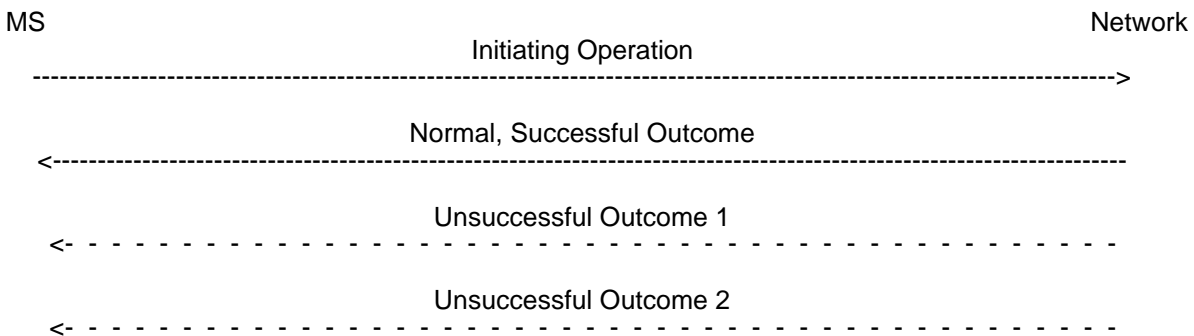 MS Network
Initiating Operation
Normal, Successful Outcome
Unsuccessful Outcome 1
Unsuccessful Outcome 2